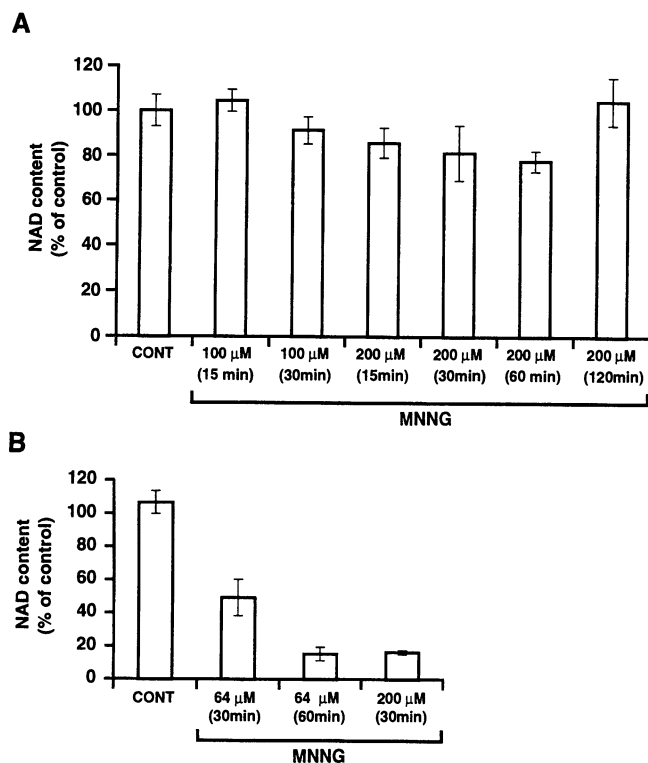 A
120
100
80
60
40
20
0
NAD content
(% of control)
CONT
100 µM
(15 min)
100 µM
(30min)
200 µM
(15min)
200 µM
(30min)
200 µM
(60 min)
200 µM
(120min)
MNNG
B
120
100
80
60
40
20
0
NAD content
(% of control)
CONT
64 µM
(30min)
64 µM
(60min)
200 µM
(30min)
MNNG